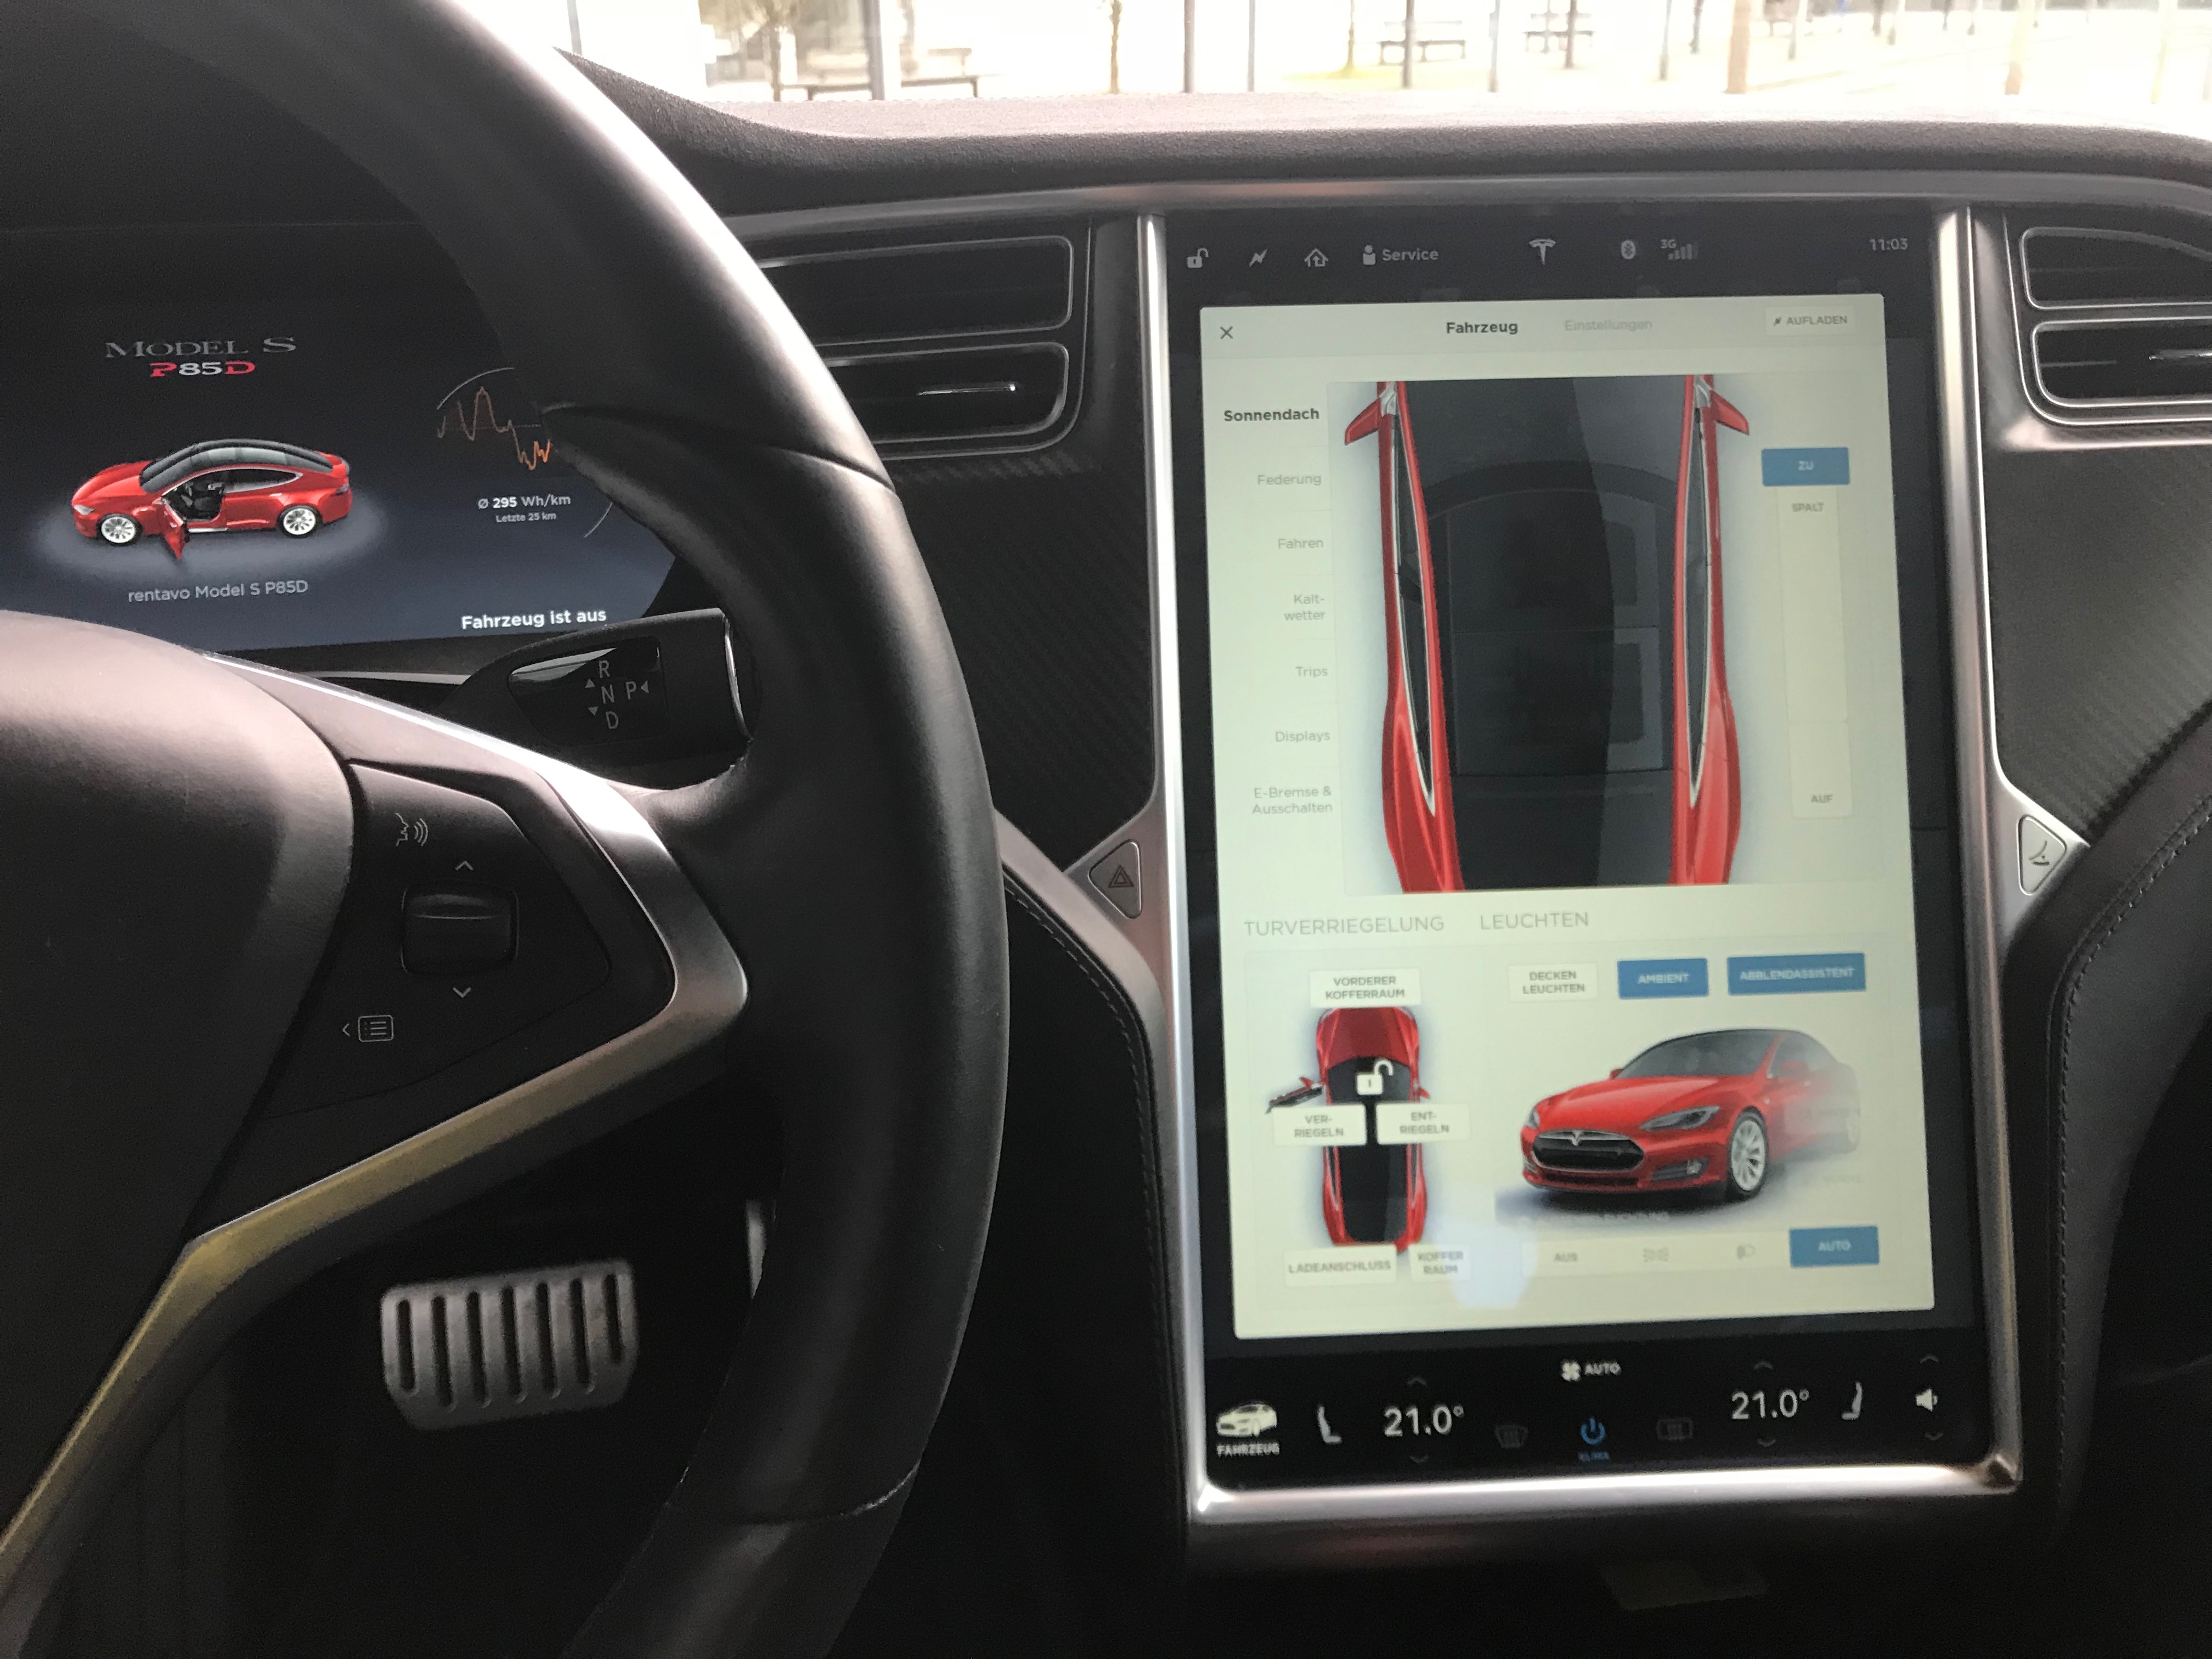 MODEL S
P85D
Ø 295 Wh/km
Letzte 25 km
rentavo Model S P85D
Fahrzeug ist aus
R
N P
D
Service
3G
11:03
Fahrzeug
Einstellungen
AUFLADEN
Sonnendach
Federung
Fahren
Kalt-
wetter
Trips
Displays
E-Bremse &
Ausschalten
ZU
SPALT
AUF
TÜRVERRIEGELUNG
LEUCHTEN
VORDERER
KOFFERRAUM
VER-
RIEGELN
ENT-
RIEGELN
LADEANSCHLUSS
KOFFER
RAUM
DECKEN
LEUCHTEN
AMBIENT
ABBLENDASSISTENT
AUS
AUTO
AUTO
FAHRZEUG
21.0°
KLIMA
21.0°